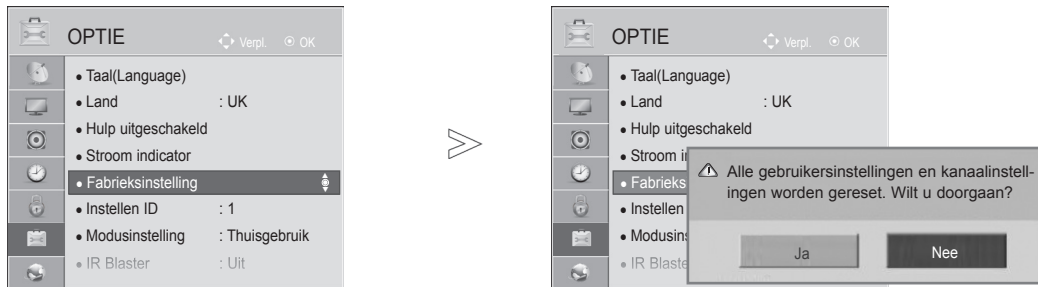 OPTIE
Verpl. OK
• Taal(Language)
• Land : UK
• Hulp uitgeschakeld
• Stroom indicator
• Fabrieksinstelling
• Instellen ID : 1
• Modusinstelling : Thuisgebruik
• IR Blaster : Uit
OPTIE
Verpl. OK
• Taal(Language)
• Land : UK
• Hulp uitgeschakeld
• Stroom i
• Fabrieks
• Instellen
• Modusins
• IR Blaste
Alle gebruikersinstellingen en kanaalinstell-
ingen worden gereset. Wilt u doorgaan?
Ja Nee